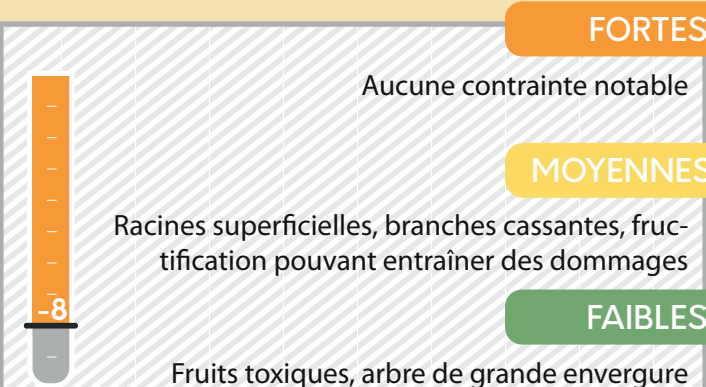 FORTES
Aucune contrainte notable
MOYENNES
Racines superficielles, branches cassantes, fruc-
tification pouvant entraîner des dommages
-8
FAIBLES
Fruits toxiques, arbre de grande envergure